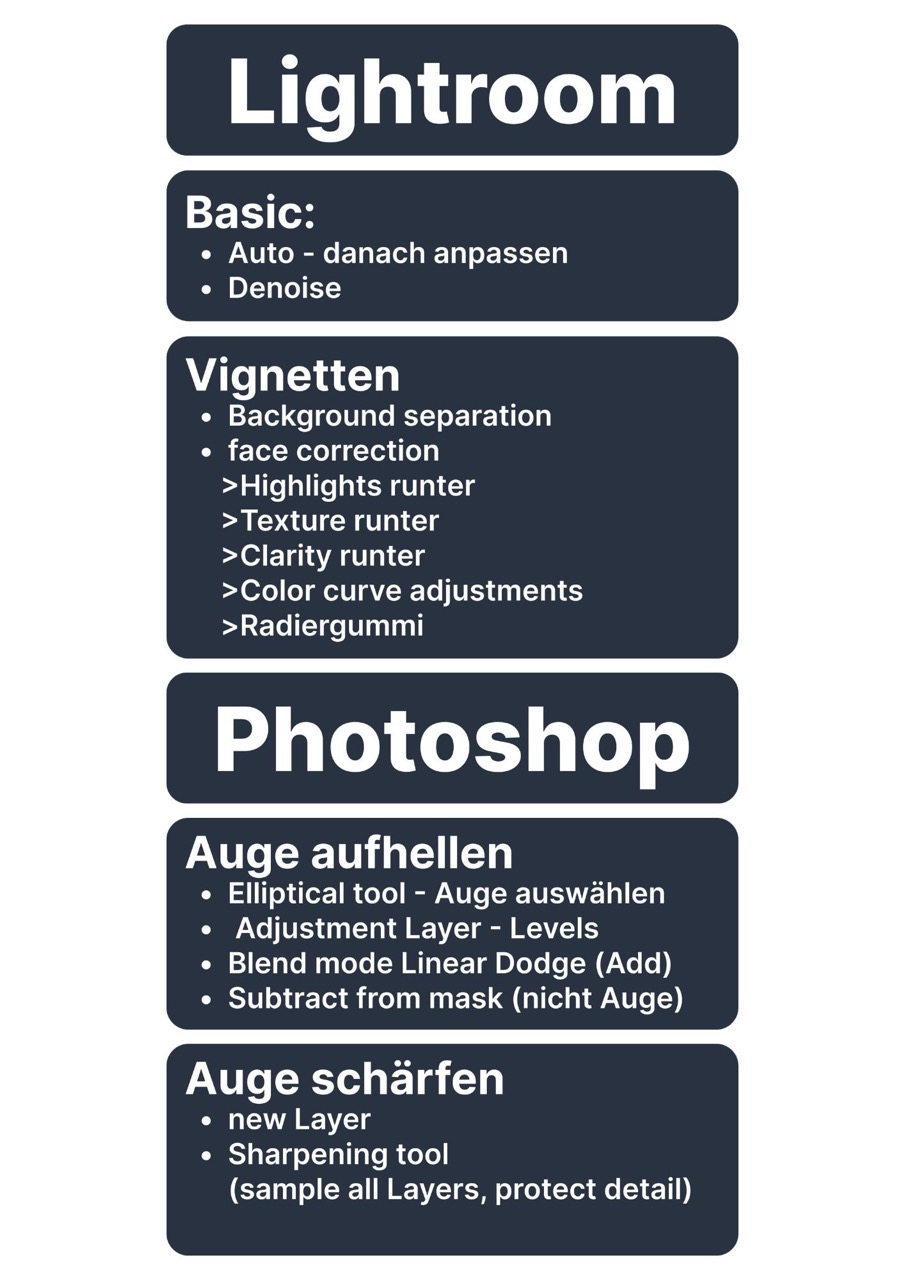 Lightroom
Basic:
• Auto - danach anpassen
• Denoise
Vignetten
• Background separation
• face correction
>Highlights runter
>Texture runter
>Clarity runter
>Color curve adjustments
>Radiergummi
Photoshop
Auge aufhellen
• Elliptical tool - Auge auswählen
• Adjustment Layer - Levels
• Blend mode Linear Dodge (Add)
• Subtract from mask (nicht Auge)
Auge schärfen
• new Layer
• Sharpening tool
(sample all Layers, protect detail)